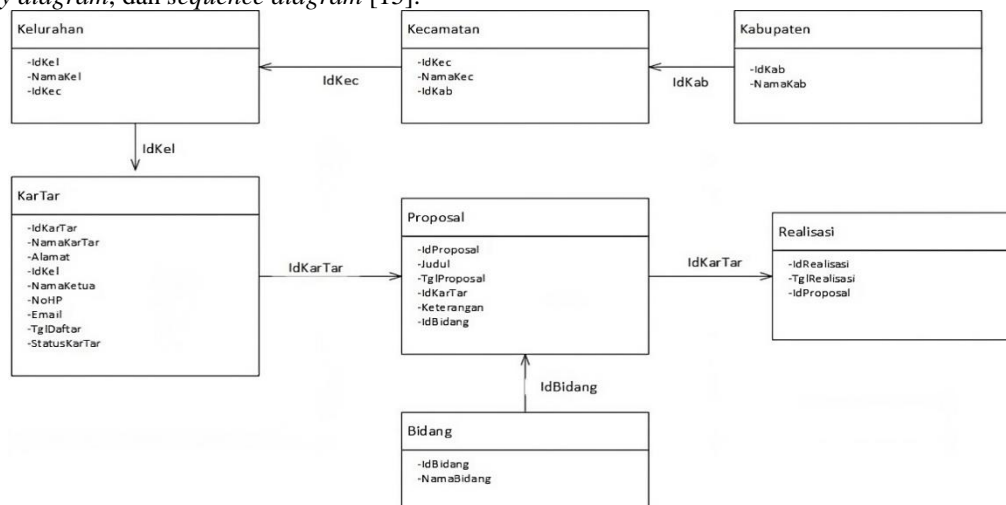 y diagram, dan sequence diagram [15].
Kelurahan
-IdKel
-NamaKel
-IdKec
IdKec
Kecamatan
-IdKec
-NamaKec
-IdKab
IdKab
Kabupaten
-IdKab
-NamaKab
IdKel
KarTar
-IdKarTar
-NamaKarTar
-Alamat
-IdKel
-NamaKetua
-NoHP
-Email
-TglDaftar
-StatusKarTar
IdKarTar
Proposal
-IdProposal
-Judul
-TglProposal
-IdKarTar
-Keterangan
-IdBidang
IdKarTar
Realisasi
-IdRealisasi
-TglRealisasi
-IdProposal
IdBidang
Bidang
-IdBidang
-NamaBidang